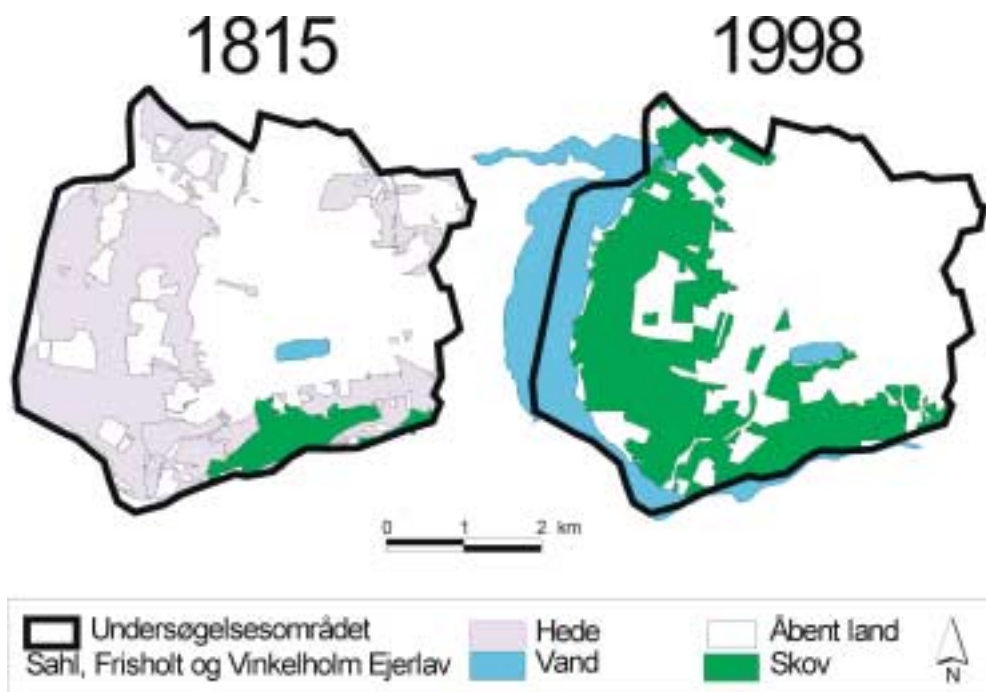 1815 1998
0 1 2 km
Undersøgelsesområdet
Sahl, Frisholt og Vinkelholm Ejerlav
Hede
Vand
Åbent land
Skov
N